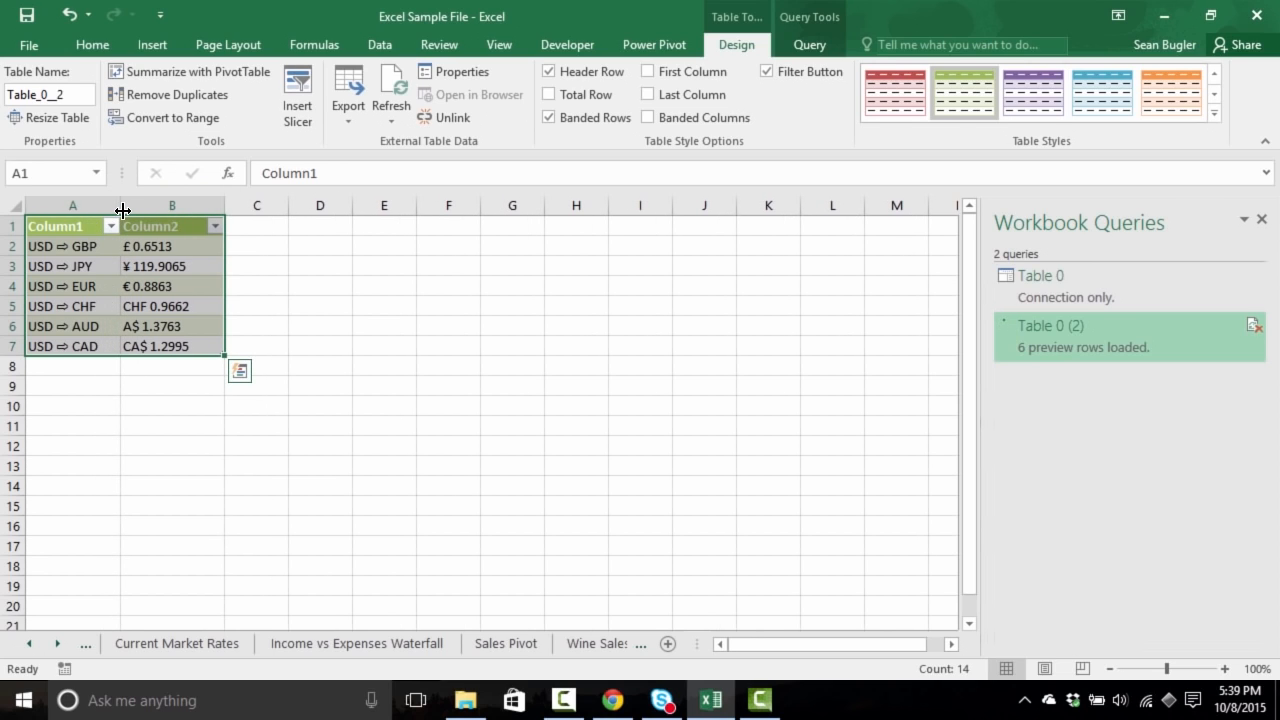 Excel Sample File - Excel
Table To...
Query Tools
File
Home
Insert
Page Layout
Formulas
Data
Review
View
Developer
Power Pivot
Design
Query
Tell me what you want to do...
Sean Bugler
Share
Table Name:
Table_0__2
Resize Table
Properties
Summarize with PivotTable
Remove Duplicates
Convert to Range
Tools
Insert
Slicer
Export
Refresh
Properties
Open in Browser
Unlink
External Table Data
Header Row
Total Row
Banded Rows
First Column
Last Column
Banded Columns
Filter Button
Table Style Options
Table Styles
A1
fx
Column1
A B C D E F G H I J K L M
1 Column1 Column2
2 USD ⇨ GBP £ 0.6513
3 USD ⇨ JPY ¥ 119.9065
4 USD ⇨ EUR € 0.8863
5 USD ⇨ CHF CHF 0.9662
6 USD ⇨ AUD A$ 1.3763
7 USD ⇨ CAD CA$ 1.2995
8
9
10
11
12
13
14
15
16
17
18
19
20
21
Workbook Queries
2 queries
Table 0
Connection only.
Table 0 (2)
6 preview rows loaded.
... Current Market Rates Income vs Expenses Waterfall Sales Pivot Wine Sales ...
Ready
Count: 14
100%
Ask me anything
5:39 PM
10/8/2015